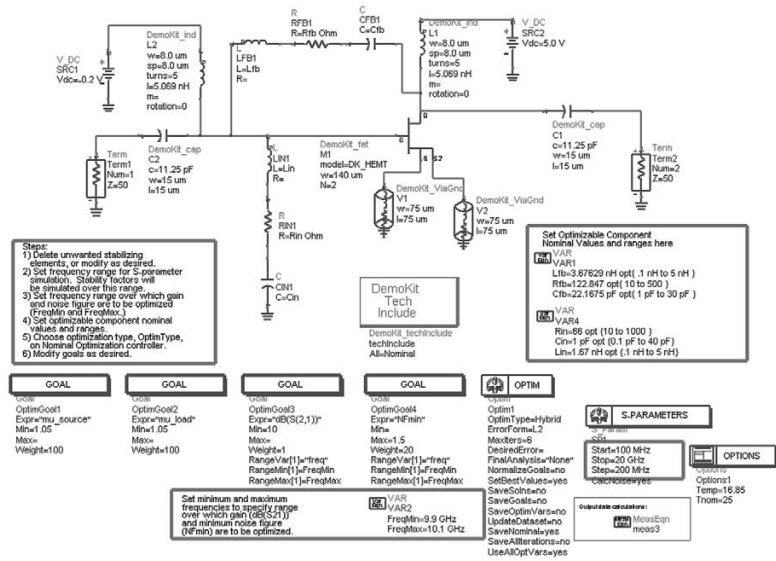 DemoKit_ind
L2
w=8.0 um
sp=8.0 um
turns=5
l=5.069 nH
m=
rotation=0
V_DC
SRC1
Vdc=-0.2 V
L
LFB1
L=Lfb
R=
R
RFB1
R=Rfb Ohm
C
CFB1
C=Cfb
DemoKit_ind
L1
w=8.0 um
sp=8.0 um
turns=5
l=5.069 nH
m=
rotation=0
V_DC
SRC2
Vdc=5.0 V
Term
Term1
Num=1
Z=50
DemoKit_cap
C2
c=11.25 pF
w=15 um
l=15 um
L
LIN1
L=Lin
R=
R
RIN1
R=Rin Ohm
C
CIN1
C=Cin
DemoKit_fet
M1
model=DK_HEMT
w=140 um
N=2
G
S
S2
DemoKit_ViaGnd
V1
w=75 um
l=75 um
DemoKit_ViaGnd
V2
w=75 um
l=75 um
DemoKit_cap
C1
c=11.25 pF
w=15 um
l=15 um
Term
Term2
Num=2
Z=50
Steps:
1) Delete unwanted stabilizing
elements, or modify as desired.
2) Set frequency range for S-parameter
simulation. Stability factors will
be simulated over this range.
3) Set frequency range over which gain
and noise figure are to be optimized
(FreqMin and FreqMax.)
4) Set optimizable component nominal
values and ranges.
5) Choose optimization type, OptimType,
on Nominal Optimization controller.
6) Modify goals as desired.
DemoKit
Tech
Include
DemoKit_techInclude
techInclude
All=Nominal
Set Optimizable Component
Nominal Values and ranges here
Var Eqn
VAR
VAR1
Lfb=3.67629 nH opt{ .1 nH to 5 nH }
Rfb=122.847 opt{ 10 to 500 }
Cfb=22.1675 pF opt{ 1 pF to 30 pF }
Var Eqn
VAR
VAR4
Rin=66 opt {10 to 1000 }
Cin=1 pF opt {0.1 pF to 40 pF }
Lin=1.67 nH opt {.1 nH to 5 nH}
GOAL
Goal
OptimGoal1
Expr="mu_source"
Min=1.05
Max=
Weight=100
GOAL
Goal
OptimGoal2
Expr="mu_load"
Min=1.05
Max=
Weight=100
GOAL
Goal
OptimGoal3
Expr="dB(S(2,1))"
Min=10
Max=
Weight=1
RangeVar[1]="freq"
RangeMin[1]=FreqMin
RangeMax[1]=FreqMax
GOAL
Goal
OptimGoal4
Expr="NFmin"
Min=
Max=1.5
Weight=20
RangeVar[1]="freq"
RangeMin[1]=FreqMin
RangeMax[1]=FreqMax
OPTIM
Optim
Optim1
OptimType=Hybrid
ErrorForm=L2
MaxIters=6
DesiredError=
FinalAnalysis="None"
NormalizeGoals=no
SetBestValues=yes
SaveSolns=no
SaveGoals=no
SaveOptimVars=no
UpdateDataset=no
SaveNominal=yes
SaveAllIterations=no
UseAllOptVars=yes
S-PARAMETERS
S_Param
SP1
Start=100 MHz
Stop=20 GHz
Step=200 MHz
CalcNoise=yes
OPTIONS
Options
Options1
Temp=16.85
Tnom=25
Set minimum and maximum
frequencies to specify range
over which gain (dB(S21))
and minimum noise figure
(NFmin) are to be optimized.
Var Eqn
VAR
VAR2
FreqMin=9.9 GHz
FreqMax=10.1 GHz
Output data calculations:
Meas Eqn
MeasEqn
meas3